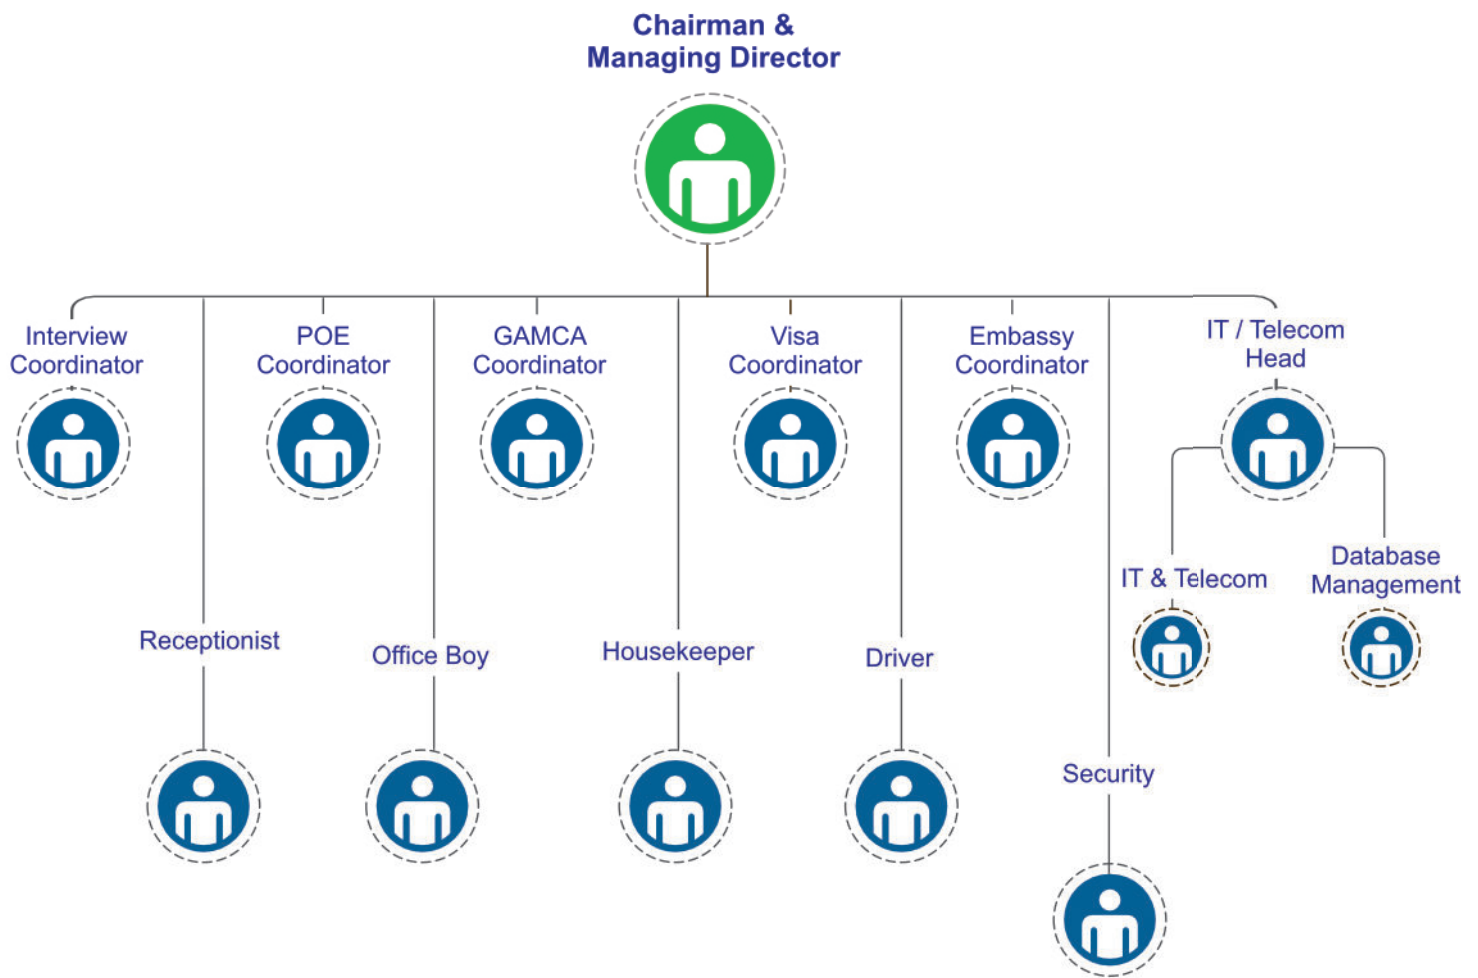 Chairman &
Managing Director
Interview
Coordinator
POE
Coordinator
GAMCA
Coordinator
Visa
Coordinator
Embassy
Coordinator
IT / Telecom
Head
IT & Telecom
Database
Management
Receptionist
Office Boy
Housekeeper
Driver
Security